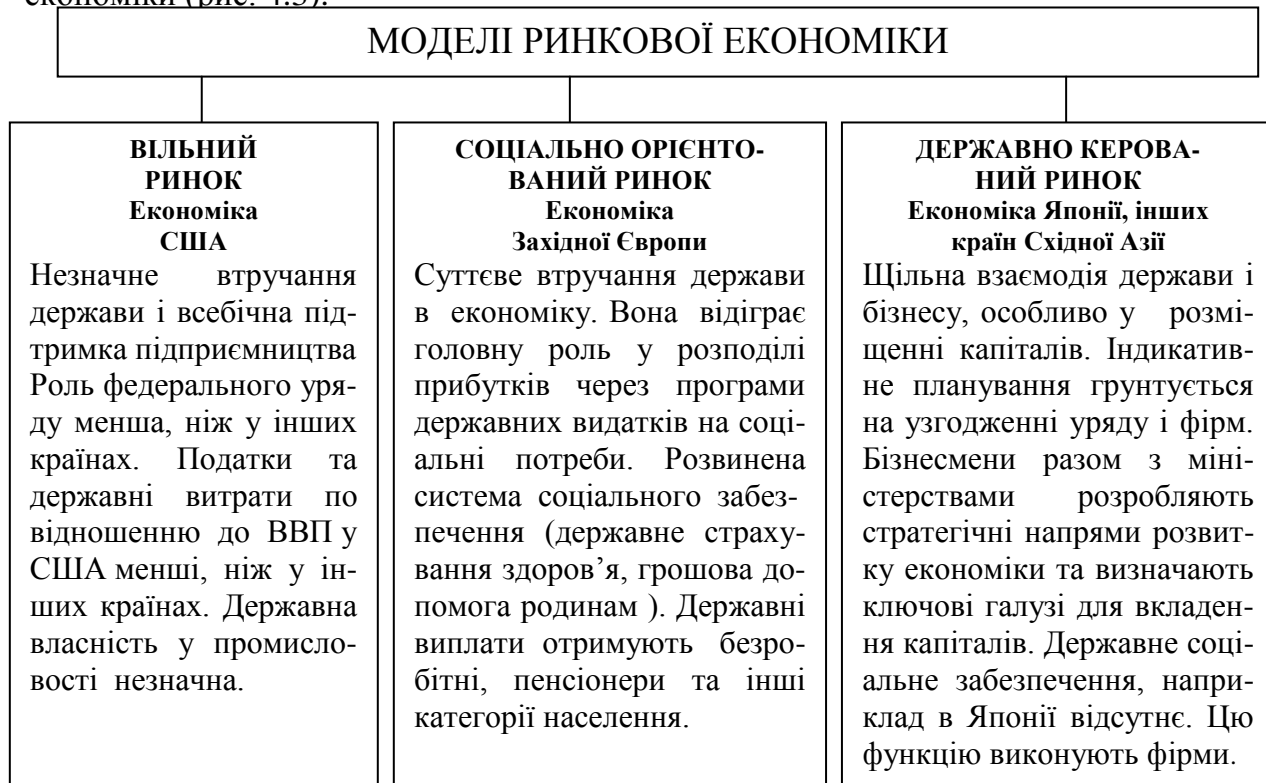 економіки (рис. 4.3).
МОДЕЛІ РИНКОВОЇ ЕКОНОМІКИ
ВІЛЬНИЙ
РИНОК
Економіка
США
Незначне втручання
держави і всебічна під-
тримка підприємництва
Роль федерального уря-
ду менша, ніж у інших
країнах. Податки та
державні витрати по
відношенню до ВВП у
США менші, ніж у ін-
ших країнах. Державна
власність у промисло-
вості незначна.
СОЦІАЛЬНО ОРІЄНТО-
ВАНИЙ РИНОК
Економіка
Західної Європи
Суттєве втручання держави
в економіку. Вона відіграє
головну роль у розподілі
прибутків через програми
державних видатків на соці-
альні потреби. Розвинена
система соціального забез-
печення (державне страху-
вання здоров’я, грошова до-
помога родинам ). Державні
виплати отримують безро-
бітні, пенсіонери та інші
категорії населення.
ДЕРЖАВНО КЕРОВА-
НИЙ РИНОК
Економіка Японії, інших
країн Східної Азії
Щільна взаємодія держави і
бізнесу, особливо у розмі-
щенні капіталів. Індикатив-
не планування грунтується
на узгодженні уряду і фірм.
Бізнесмени разом з міні-
стерствами розробляють
стратегічні напрями розвит-
ку економіки та визначають
ключові галузі для вкладен-
ня капіталів. Державне соці-
альне забезпечення, напри-
клад в Японії відсутнє. Цю
функцію виконують фірми.